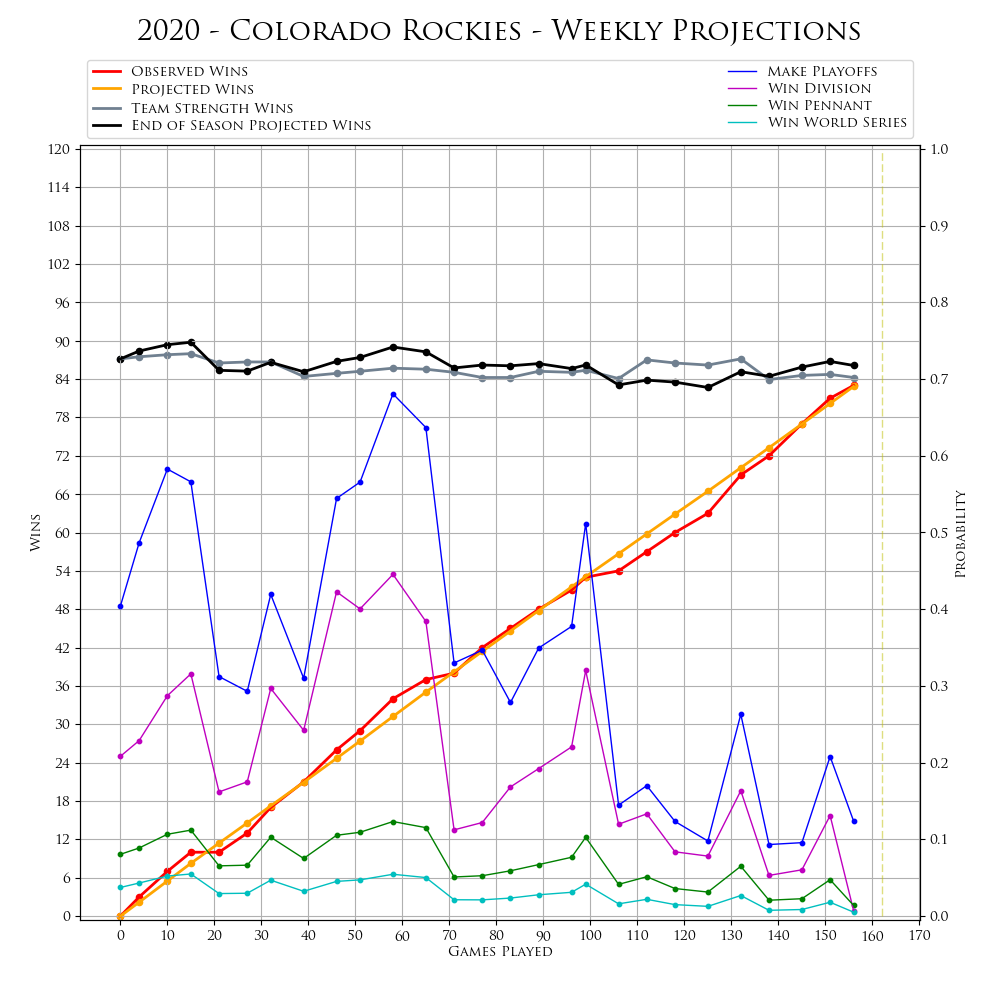 2020 - Colorado Rockies - Weekly Projections
Observed Wins
Projected Wins
Team Strength Wins
End of Season Projected Wins
Make Playoffs
Win Division
Win Pennant
Win World Series
120
114
108
102
96
90
84
78
72
66
60
54
48
42
36
30
24
18
12
6
0
Wins
1.0
0.9
0.8
0.7
0.6
0.5
0.4
0.3
0.2
0.1
0.0
Probability
0 10 20 30 40 50 60 70 80 90 100 110 120 130 140 150 160 170
Games Played